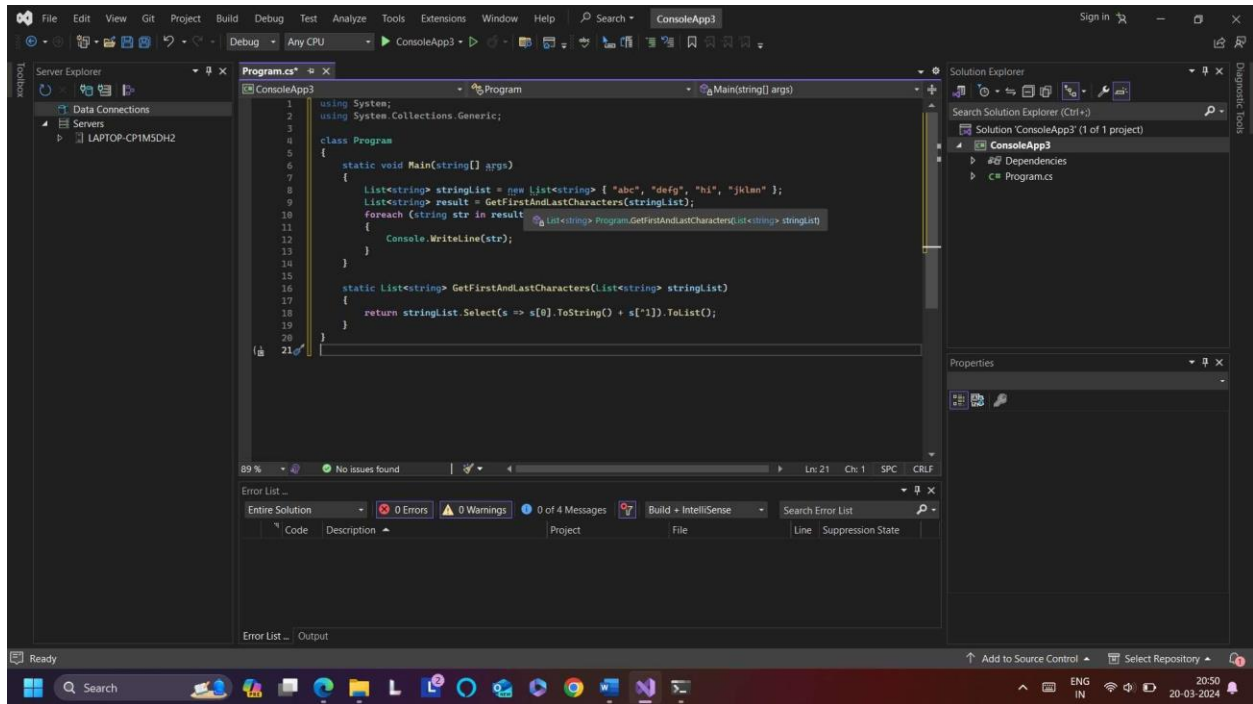 File Edit View Git Project Build Debug Test Analyze Tools Extensions Window Help Search ConsoleApp3 Sign in
Debug Any CPU ConsoleApp3
Toolbox
Server Explorer
Data Connections
Servers
LAPTOP-CP1M5DH2
Program.cs*
ConsoleApp3 Program Main(string[] args)
1 using System;
2 using System.Collections.Generic;
3
4 class Program
5 {
6 static void Main(string[] args)
7 {
8 List<string> stringList = new List<string> { "abc", "defg", "hi", "jklmn" };
9 List<string> result = GetFirstAndLastCharacters(stringList);
10 foreach (string str in result
List<string> Program.GetFirstAndLastCharacters(List<string> stringList)
11 {
12 Console.WriteLine(str);
13 }
14 }
15
16 static List<string> GetFirstAndLastCharacters(List<string> stringList)
17 {
18 return stringList.Select(s => s[0].ToString() + s[^1]).ToList();
19 }
20 }
21
89 % No issues found Ln: 21 Ch: 1 SPC CRLF
Error List ...
Entire Solution 0 Errors 0 Warnings 0 of 4 Messages Build + IntelliSense Search Error List
Code Description Project File Line Suppression State
Error List ... Output
Solution Explorer
Search Solution Explorer (Ctrl+;)
Solution 'ConsoleApp3' (1 of 1 project)
ConsoleApp3
Dependencies
C# Program.cs
Properties
Diagnostic Tools
Ready Add to Source Control Select Repository
Search ENG 20:50
IN 20-03-2024